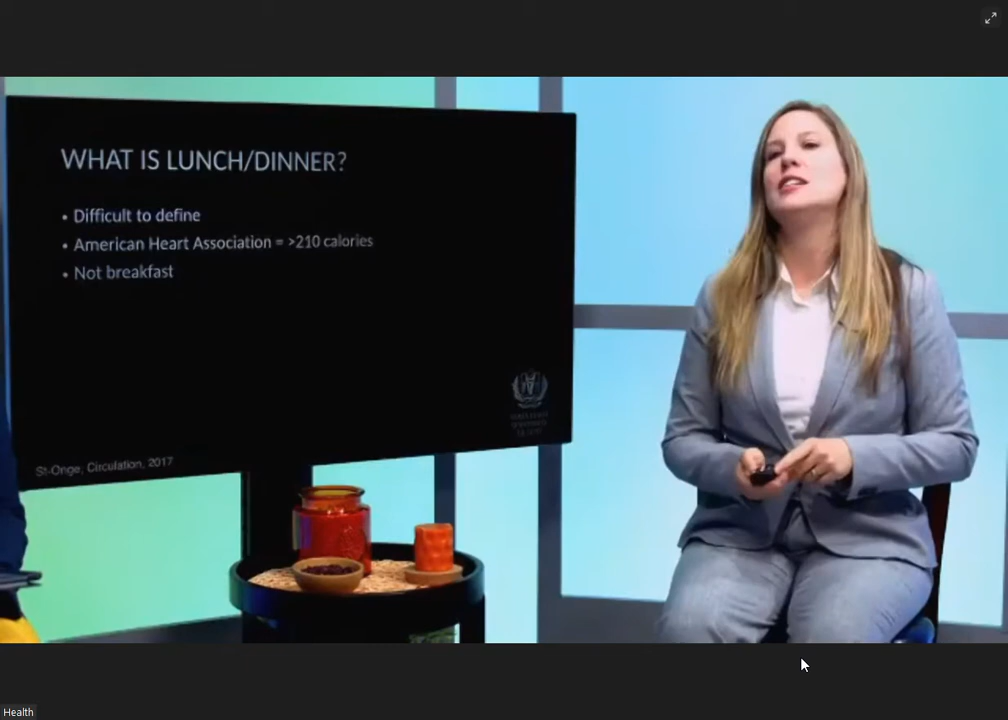 WHAT IS LUNCH/DINNER?
• Difficult to define
• American Heart Association = >210 calories
• Not breakfast
St-Onge, Circulation, 2017
Health